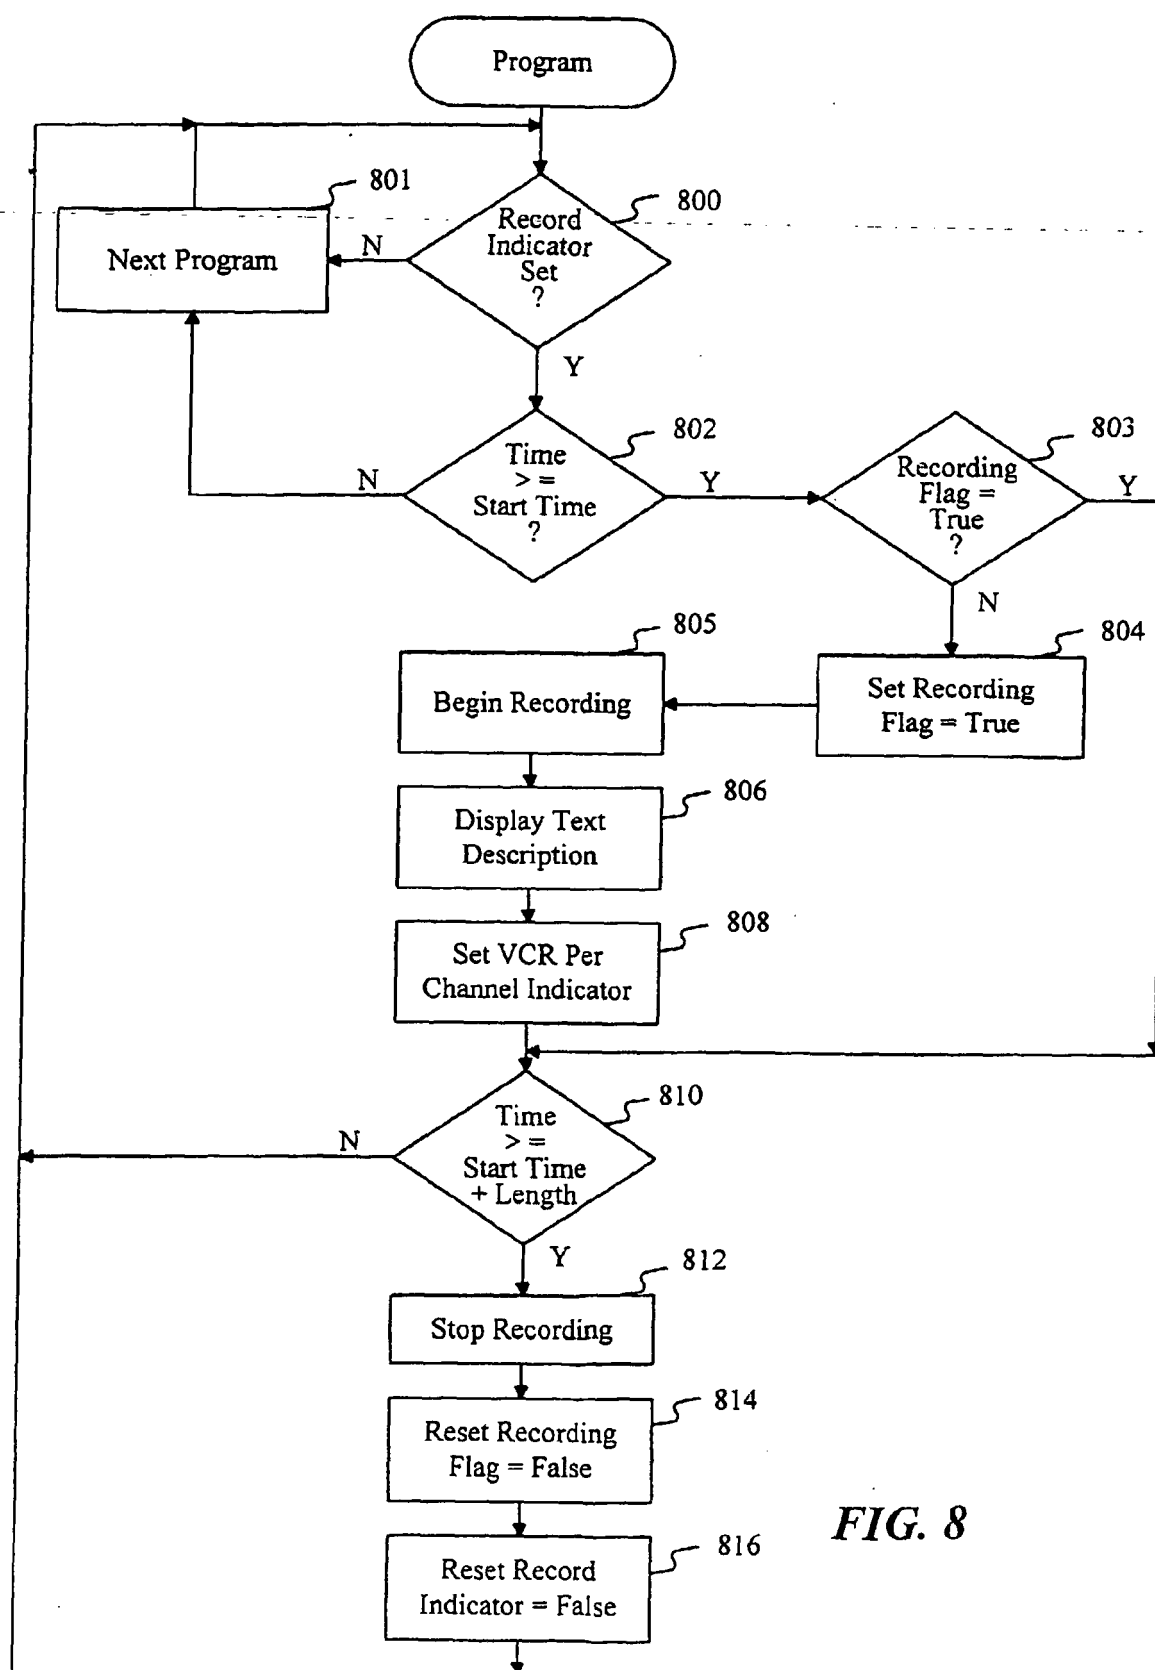 Program
801
800
Record
Indicator
Set
?
N
Next Program
Y
802
803
Time
> =
Start Time
?
N
Y
Recording
Flag =
True
?
Y
N
805
804
Begin Recording
Set Recording
Flag = True
806
Display Text
Description
808
Set VCR Per
Channel Indicator
810
Time
> =
Start Time
+ Length
N
Y
812
Stop Recording
814
Reset Recording
Flag = False
816
Reset Record
Indicator = False
FIG. 8